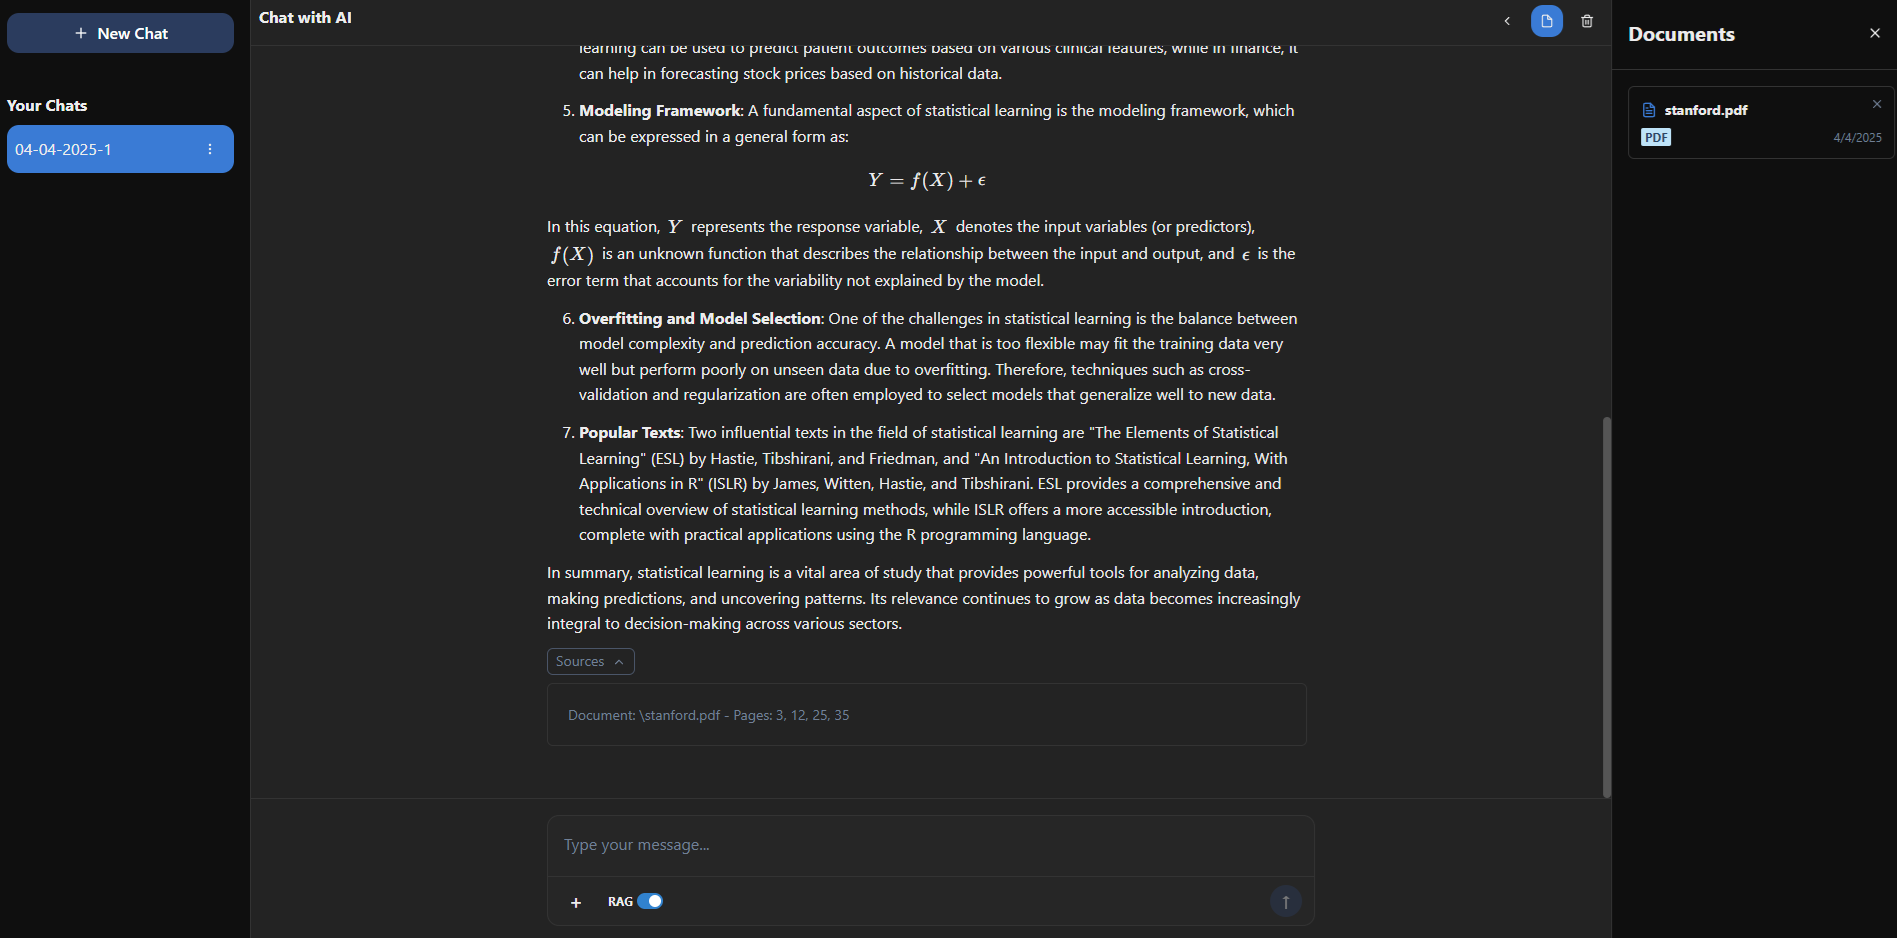 + New Chat
Your Chats
04-04-2025-1
Chat with AI
learning can be used to predict patient outcomes based on various clinical features, while in finance, it
can help in forecasting stock prices based on historical data.
5. Modeling Framework: A fundamental aspect of statistical learning is the modeling framework, which
can be expressed in a general form as:
Y = f(X) + ϵ
In this equation, Y represents the response variable, X denotes the input variables (or predictors),
f(X) is an unknown function that describes the relationship between the input and output, and ϵ is the
error term that accounts for the variability not explained by the model.
6. Overfitting and Model Selection: One of the challenges in statistical learning is the balance between
model complexity and prediction accuracy. A model that is too flexible may fit the training data very
well but perform poorly on unseen data due to overfitting. Therefore, techniques such as cross-
validation and regularization are often employed to select models that generalize well to new data.
7. Popular Texts: Two influential texts in the field of statistical learning are "The Elements of Statistical
Learning" (ESL) by Hastie, Tibshirani, and Friedman, and "An Introduction to Statistical Learning, With
Applications in R" (ISLR) by James, Witten, Hastie, and Tibshirani. ESL provides a comprehensive and
technical overview of statistical learning methods, while ISLR offers a more accessible introduction,
complete with practical applications using the R programming language.
In summary, statistical learning is a vital area of study that provides powerful tools for analyzing data,
making predictions, and uncovering patterns. Its relevance continues to grow as data becomes increasingly
integral to decision-making across various sectors.
Sources
Document: \stanford.pdf - Pages: 3, 12, 25, 35
Type your message...
+ RAG
Documents
stanford.pdf
PDF 4/4/2025